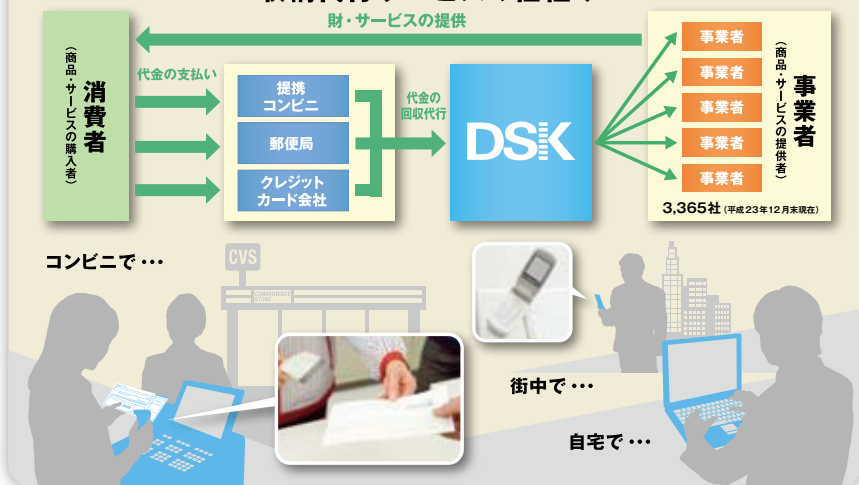 財・サービスの提供
消費者
(商品・サービスの購入者)
代金の支払い
提携
コンビニ
郵便局
クレジット
カード会社
代金の
回収代行
DSK
事業者
事業者
事業者
事業者
事業者
事業者
(商品・サービスの提供者)
3,365社(平成23年12月末現在)
コンビニで・・・
CVS
CONVENIENCE
STORE
街中で・・・
自宅で・・・